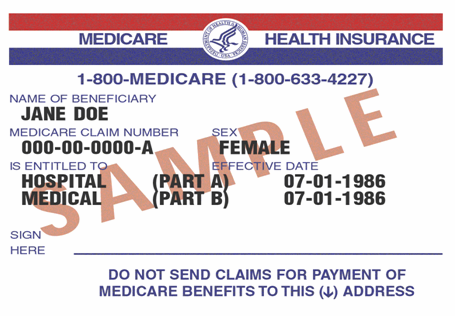 MEDICARE HEALTH INSURANCE
1-800-MEDICARE (1-800-633-4227)
NAME OF BENEFICIARY
JANE DOE
MEDICARE CLAIM NUMBER SEX
000-00-0000-A FEMALE
IS ENTITLED TO EFFECTIVE DATE
HOSPITAL (PART A) 07-01-1986
MEDICAL (PART B) 07-01-1986
SAMPLE
SIGN
HERE
DO NOT SEND CLAIMS FOR PAYMENT OF
MEDICARE BENEFITS TO THIS (↓) ADDRESS